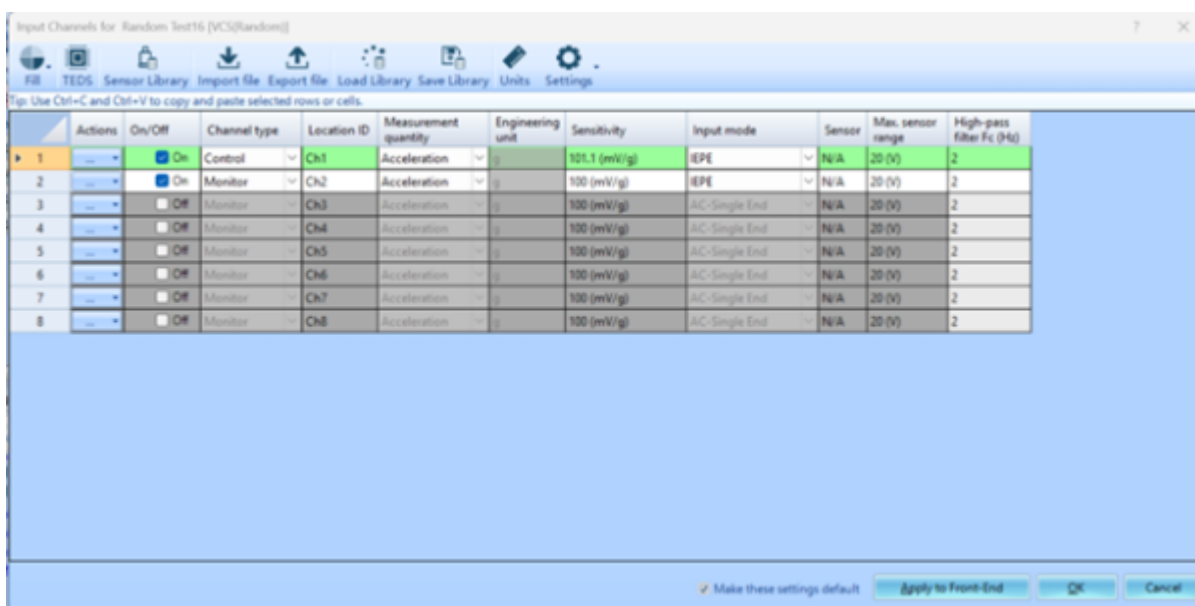 Input Channels for Random Test16 [VCS(Random)]
?
Fill TEDS Sensor Library Import file Export file Load Library Save Library Units Settings
Tip: Use Ctrl+C and Ctrl+V to copy and paste selected rows or cells.
Actions On/Off Channel type Location ID Measurement quantity Engineering unit Sensitivity Input mode Sensor Max. sensor range High-pass filter Fc (Hz)
1 ... On Control Ch1 Acceleration g 101.1 (mV/g) IEPE N/A 20 (V) 2
2 ... On Monitor Ch2 Acceleration g 100 (mV/g) IEPE N/A 20 (V) 2
3 ... Off Monitor Ch3 Acceleration g 100 (mV/g) AC-Single End N/A 20 (V) 2
4 ... Off Monitor Ch4 Acceleration g 100 (mV/g) AC-Single End N/A 20 (V) 2
5 ... Off Monitor Ch5 Acceleration g 100 (mV/g) AC-Single End N/A 20 (V) 2
6 ... Off Monitor Ch6 Acceleration g 100 (mV/g) AC-Single End N/A 20 (V) 2
7 ... Off Monitor Ch7 Acceleration g 100 (mV/g) AC-Single End N/A 20 (V) 2
8 ... Off Monitor Ch8 Acceleration g 100 (mV/g) AC-Single End N/A 20 (V) 2
Make these settings default Apply to Front-End OK Cancel